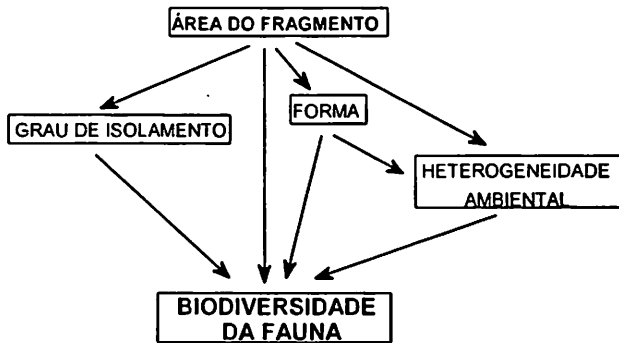 ÁREA DO FRAGMENTO
FORMA
GRAU DE ISOLAMENTO
HETEROGENEIDADE
AMBIENTAL
BIODIVERSIDADE
DA FAUNA